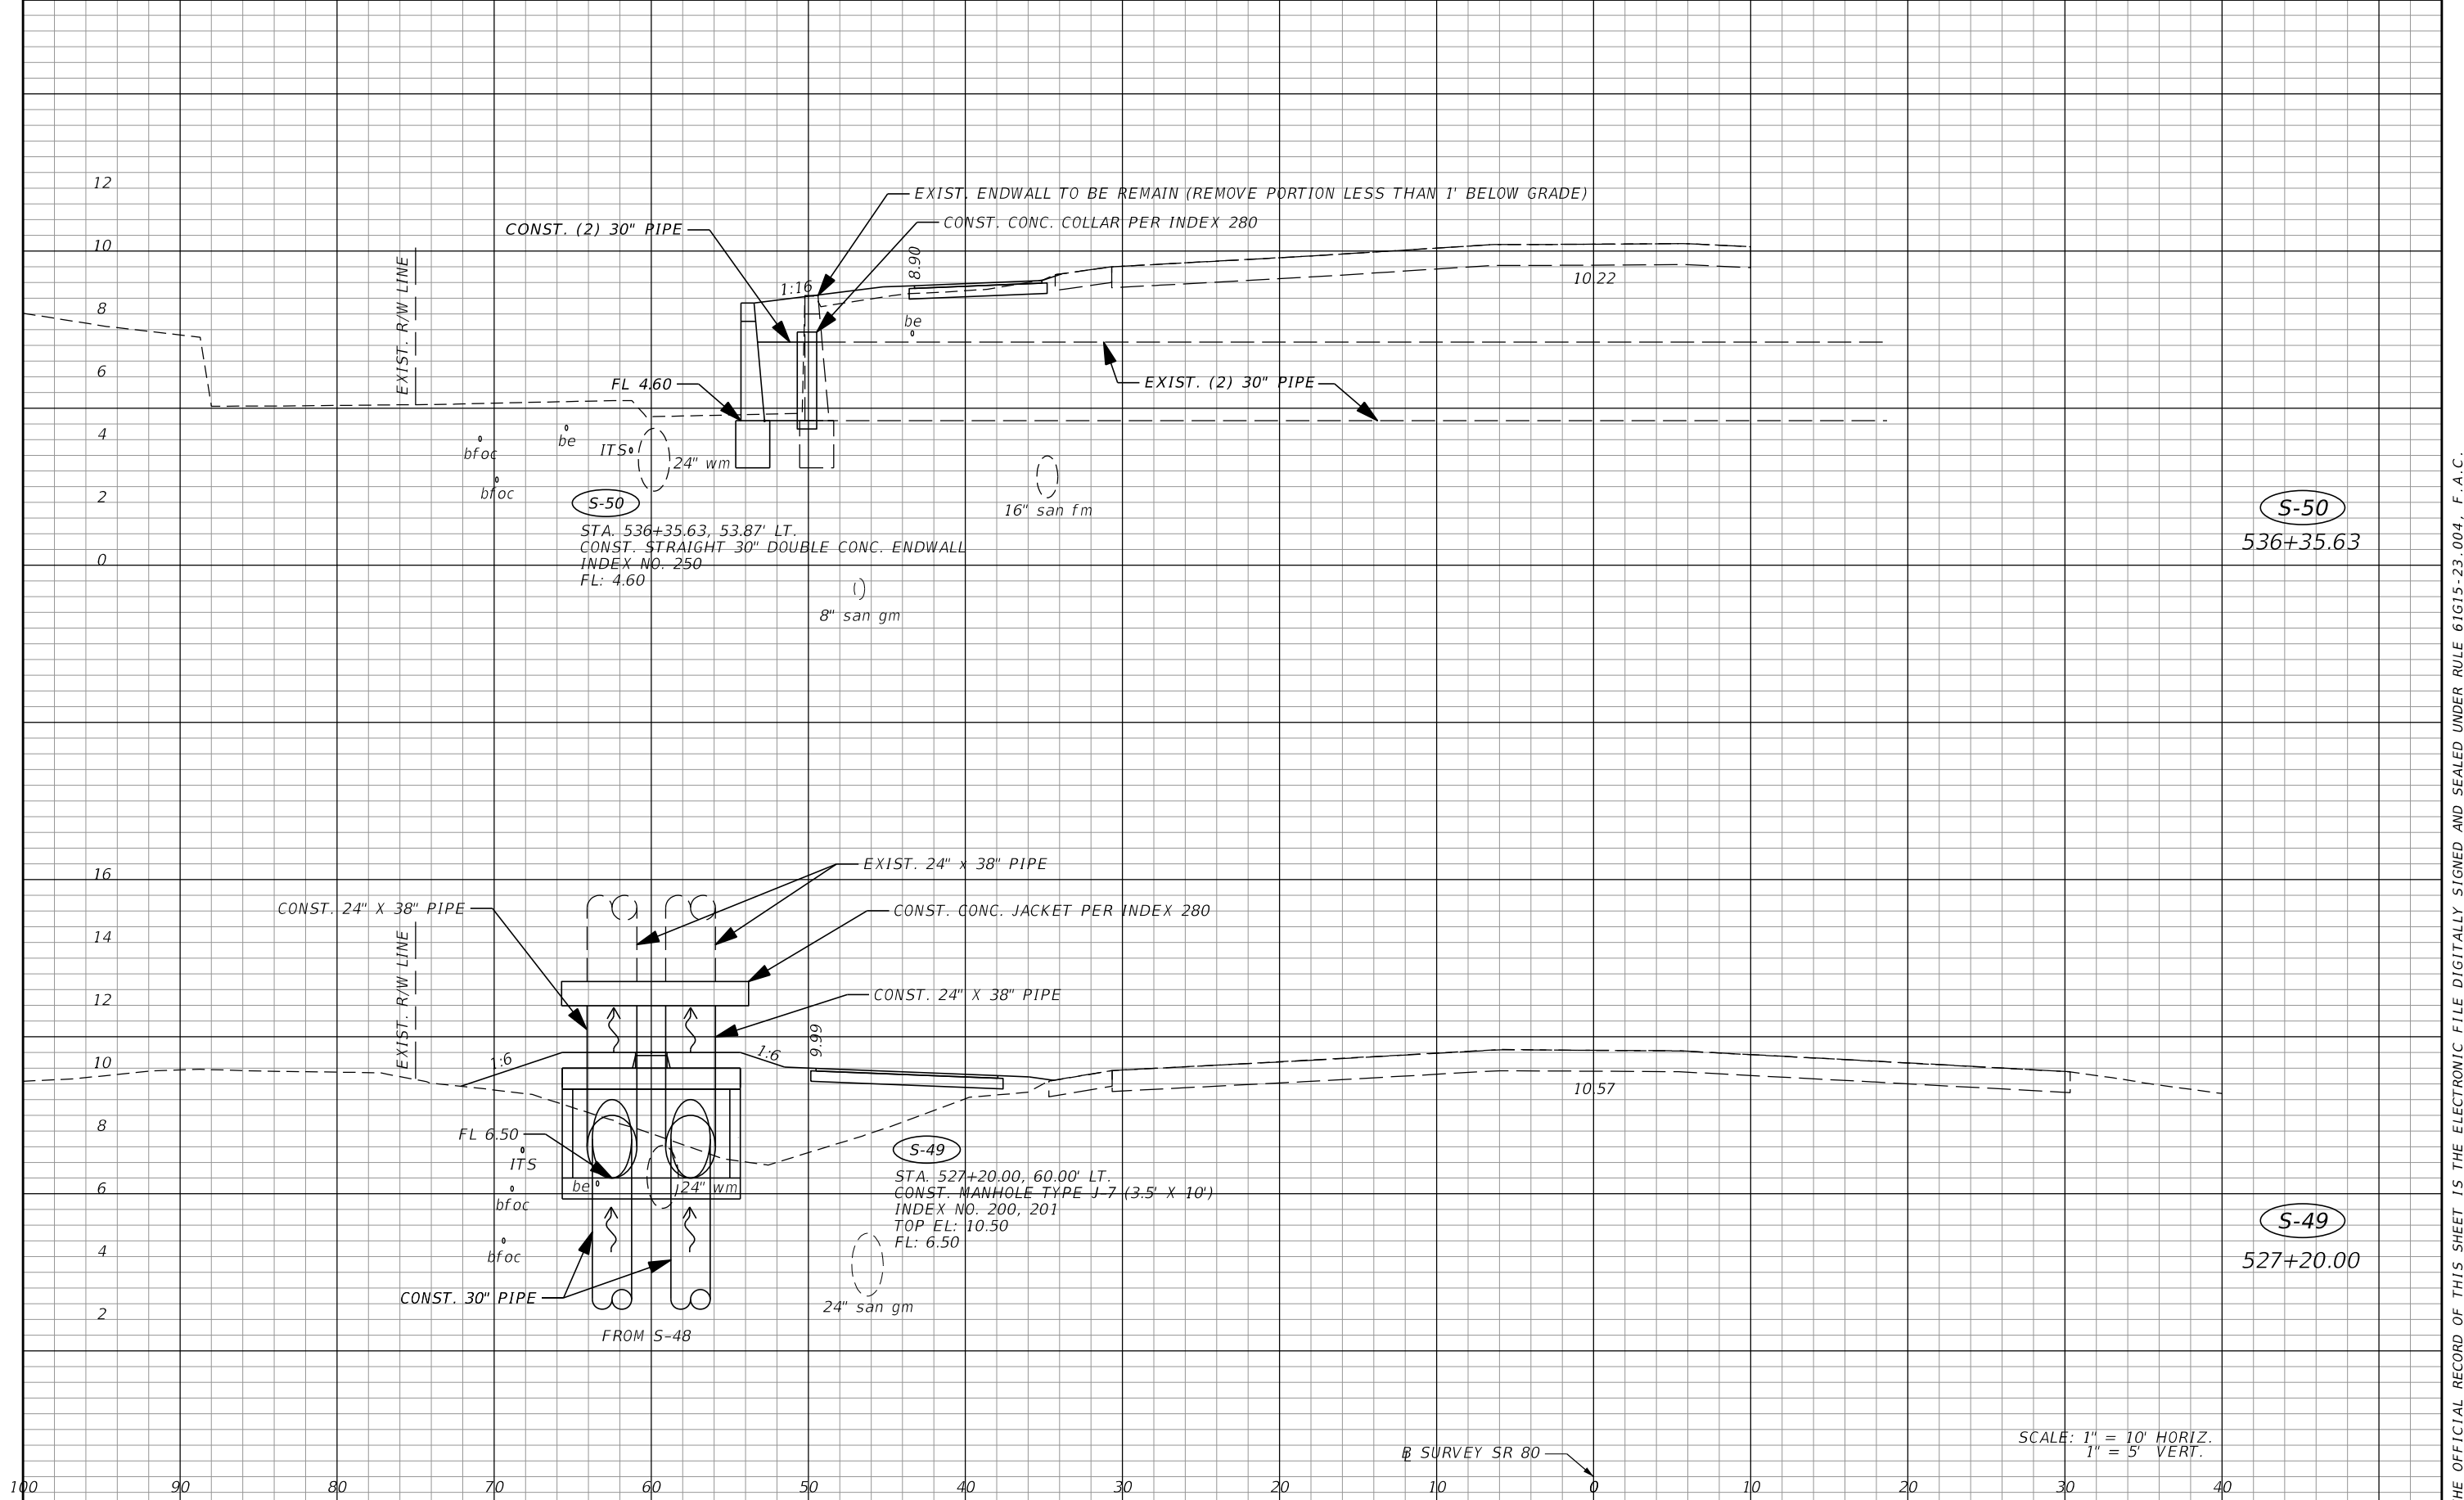 12
10
8
6
4
2
0
EXIST. R/W LINE
EXIST. ENDWALL TO BE REMAIN (REMOVE PORTION LESS THAN 1' BELOW GRADE)
CONST. CONC. COLLAR PER INDEX 280
CONST. (2) 30" PIPE
8.90
1:16
be
10.22
FL 4.60
EXIST. (2) 30" PIPE
bfoc
be
ITS
24" wm
bfoc
16" san fm
S-50
STA. 536+35.63, 53.87' LT.
CONST. STRAIGHT 30" DOUBLE CONC. ENDWALL
INDEX NO. 250
FL: 4.60
8" san gm
S-50
536+35.63
16
14
12
10
8
6
4
2
EXIST. 24" x 38" PIPE
CONST. 24" X 38" PIPE
CONST. CONC. JACKET PER INDEX 280
EXIST. R/W LINE
CONST. 24" X 38" PIPE
1:6
1:6
9.99
10.57
FL 6.50
ITS
be
24" wm
bfoc
bfoc
S-49
STA. 527+20.00, 60.00' LT.
CONST. MANHOLE TYPE J-7 (3.5' X 10')
INDEX NO. 200, 201
TOP EL: 10.50
FL: 6.50
24" san gm
CONST. 30" PIPE
FROM S-48
S-49
527+20.00
BL SURVEY SR 80
SCALE: 1" = 10' HORIZ.
1" = 5' VERT.
100 90 80 70 60 50 40 30 20 10 0 10 20 30 40
HE OFFICIAL RECORD OF THIS SHEET IS THE ELECTRONIC FILE DIGITALLY SIGNED AND SEALED UNDER RULE 61G15-23.004, F.A.C.